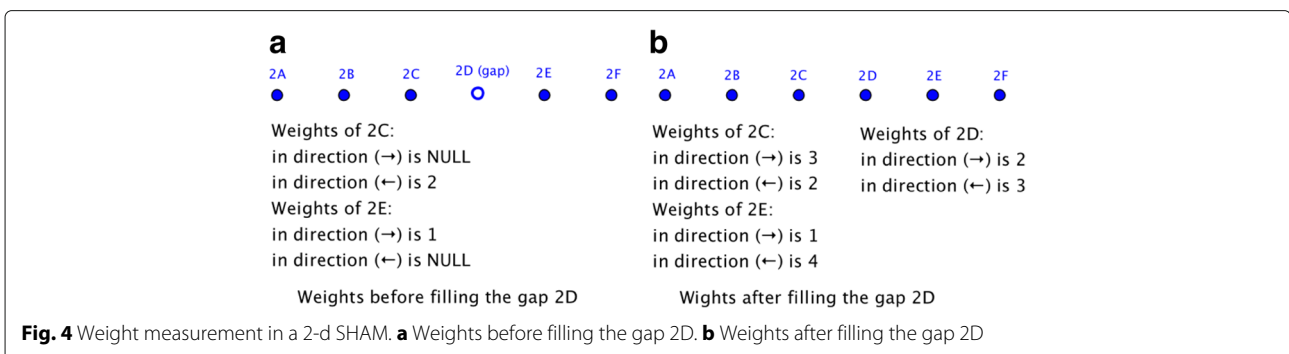 a
2A 2B 2C 2D (gap) 2E 2F
Weights of 2C:
in direction (→) is NULL
in direction (←) is 2
Weights of 2E:
in direction (→) is 1
in direction (←) is NULL
Weights before filling the gap 2D
b
2A 2B 2C 2D 2E 2F
Weights of 2C:
in direction (→) is 3
in direction (←) is 2
Weights of 2E:
in direction (→) is 1
in direction (←) is 4
Weights of 2D:
in direction (→) is 2
in direction (←) is 3
Wights after filling the gap 2D
Fig. 4 Weight measurement in a 2-d SHAM. a Weights before filling the gap 2D. b Weights after filling the gap 2D